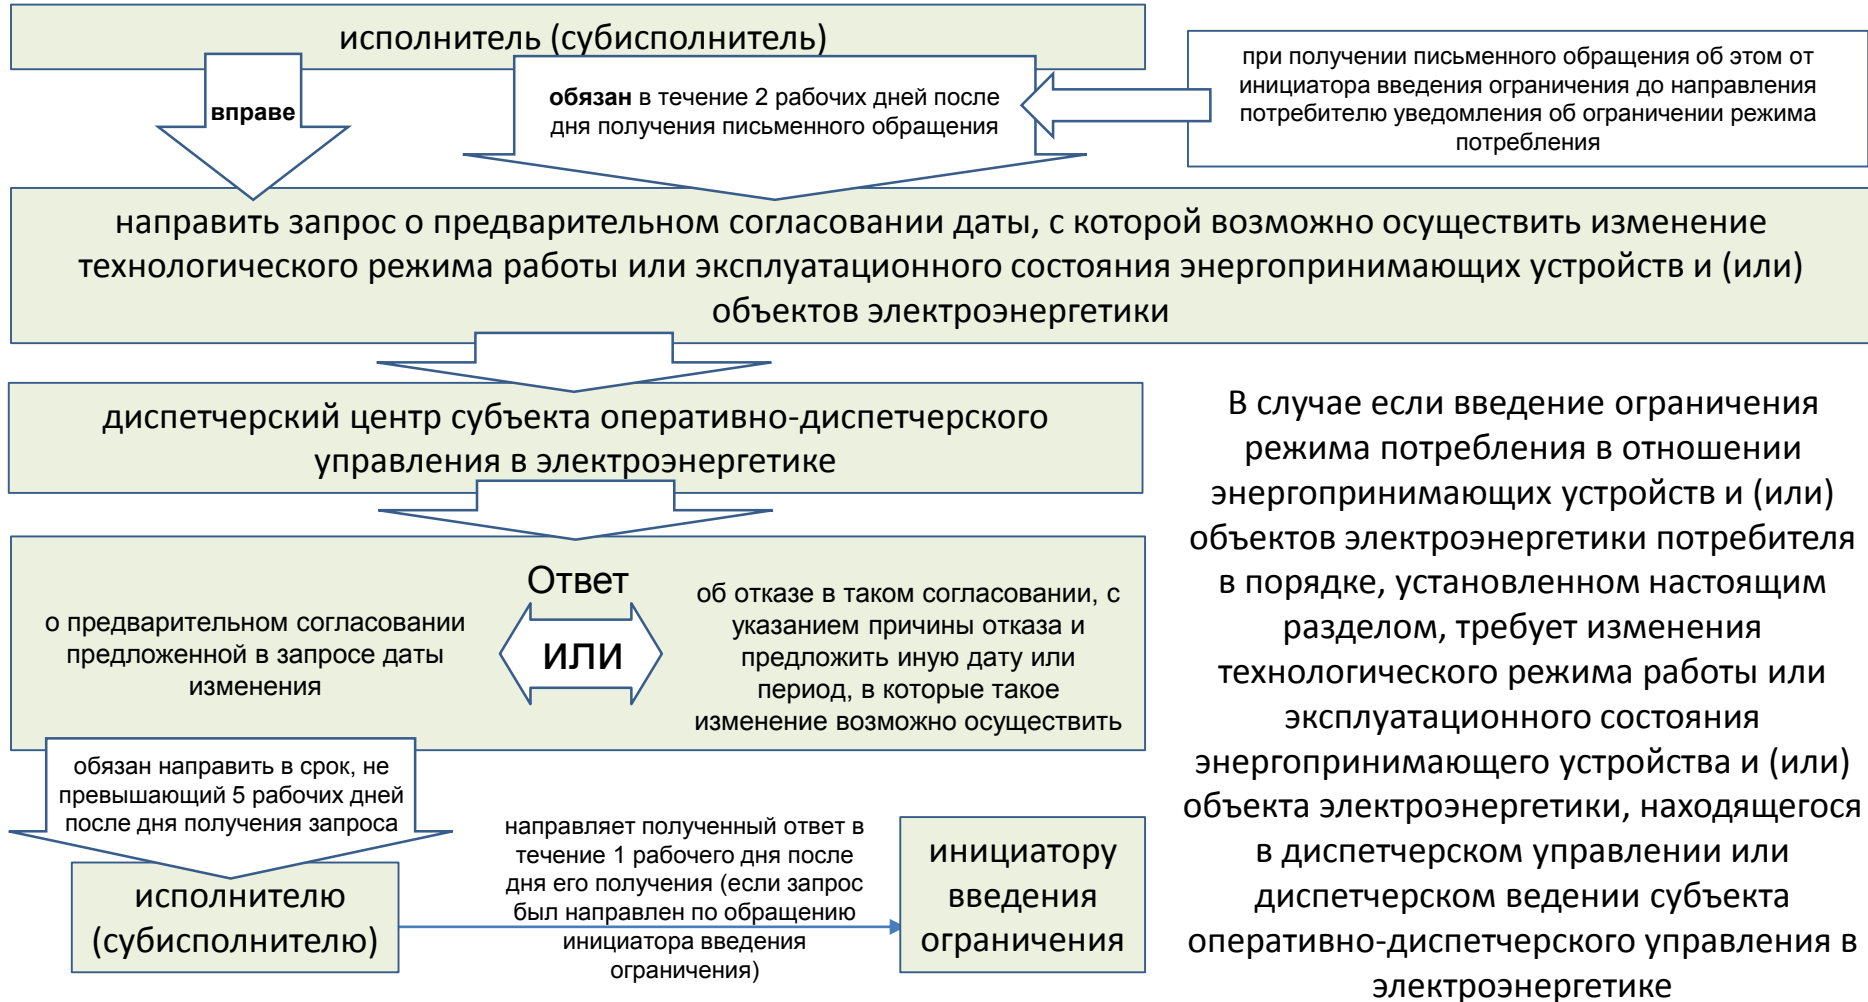 исполнитель (субисполнитель)
вправе
обязан в течение 2 рабочих дней после
дня получения письменного обращения
при получении письменного обращения об этом от
инициатора введения ограничения до направления
потребителю уведомления об ограничении режима
потребления
направить запрос о предварительном согласовании даты, с которой возможно осуществить изменение
технологического режима работы или эксплуатационного состояния энергопринимающих устройств и (или)
объектов электроэнергетики
диспетчерский центр субъекта оперативно-диспетчерского
управления в электроэнергетике
Ответ
о предварительном согласовании
предложенной в запросе даты
изменения
ИЛИ
об отказе в таком согласовании, с
указанием причины отказа и
предложить иную дату или
период, в которые такое
изменение возможно осуществить
обязан направить в срок, не
превышающий 5 рабочих дней
после дня получения запроса
исполнителю
(субисполнителю)
направляет полученный ответ в
течение 1 рабочего дня после
дня его получения (если запрос
был направлен по обращению
инициатора введения
ограничения)
инициатору
введения
ограничения
В случае если введение ограничения
режима потребления в отношении
энергопринимающих устройств и (или)
объектов электроэнергетики потребителя
в порядке, установленном настоящим
разделом, требует изменения
технологического режима работы или
эксплуатационного состояния
энергопринимающего устройства и (или)
объекта электроэнергетики, находящегося
в диспетчерском управлении или
диспетчерском ведении субъекта
оперативно-диспетчерского управления в
электроэнергетике